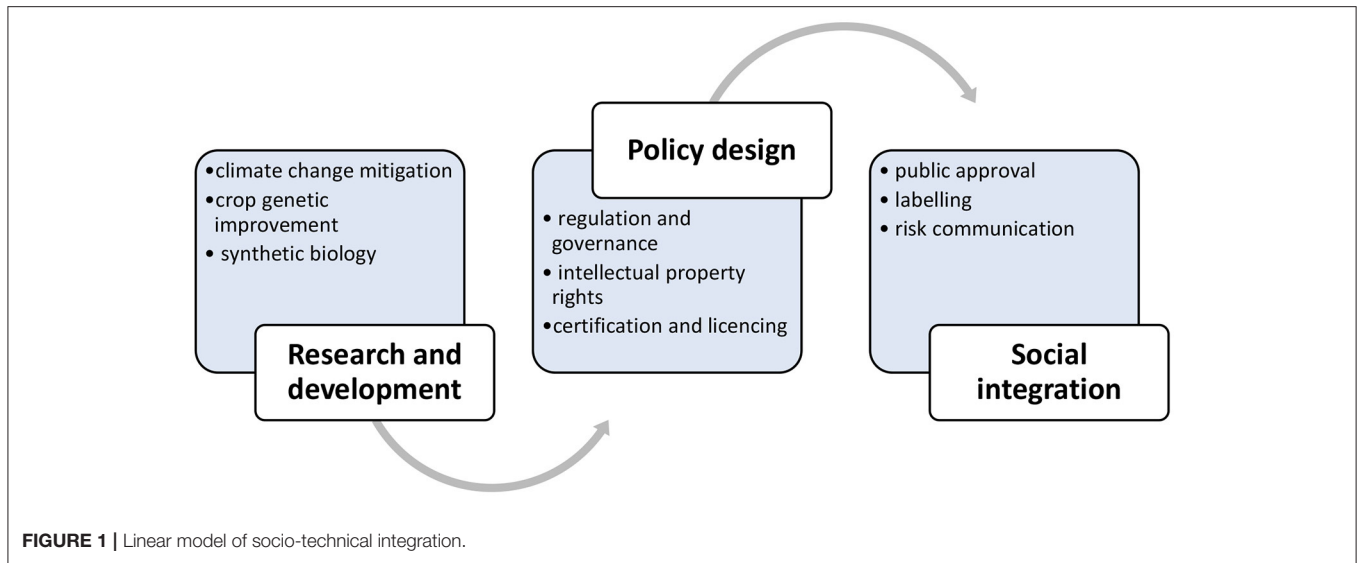 •climate change mitigation
•crop genetic
improvement
• synthetic biology
Research and
development
Policy design
• regulation and
governance
• intellectual property
rights
•certification and licencing
• public approval
• labelling
• risk communication
Social
integration
FIGURE 1 | Linear model of socio-technical integration.